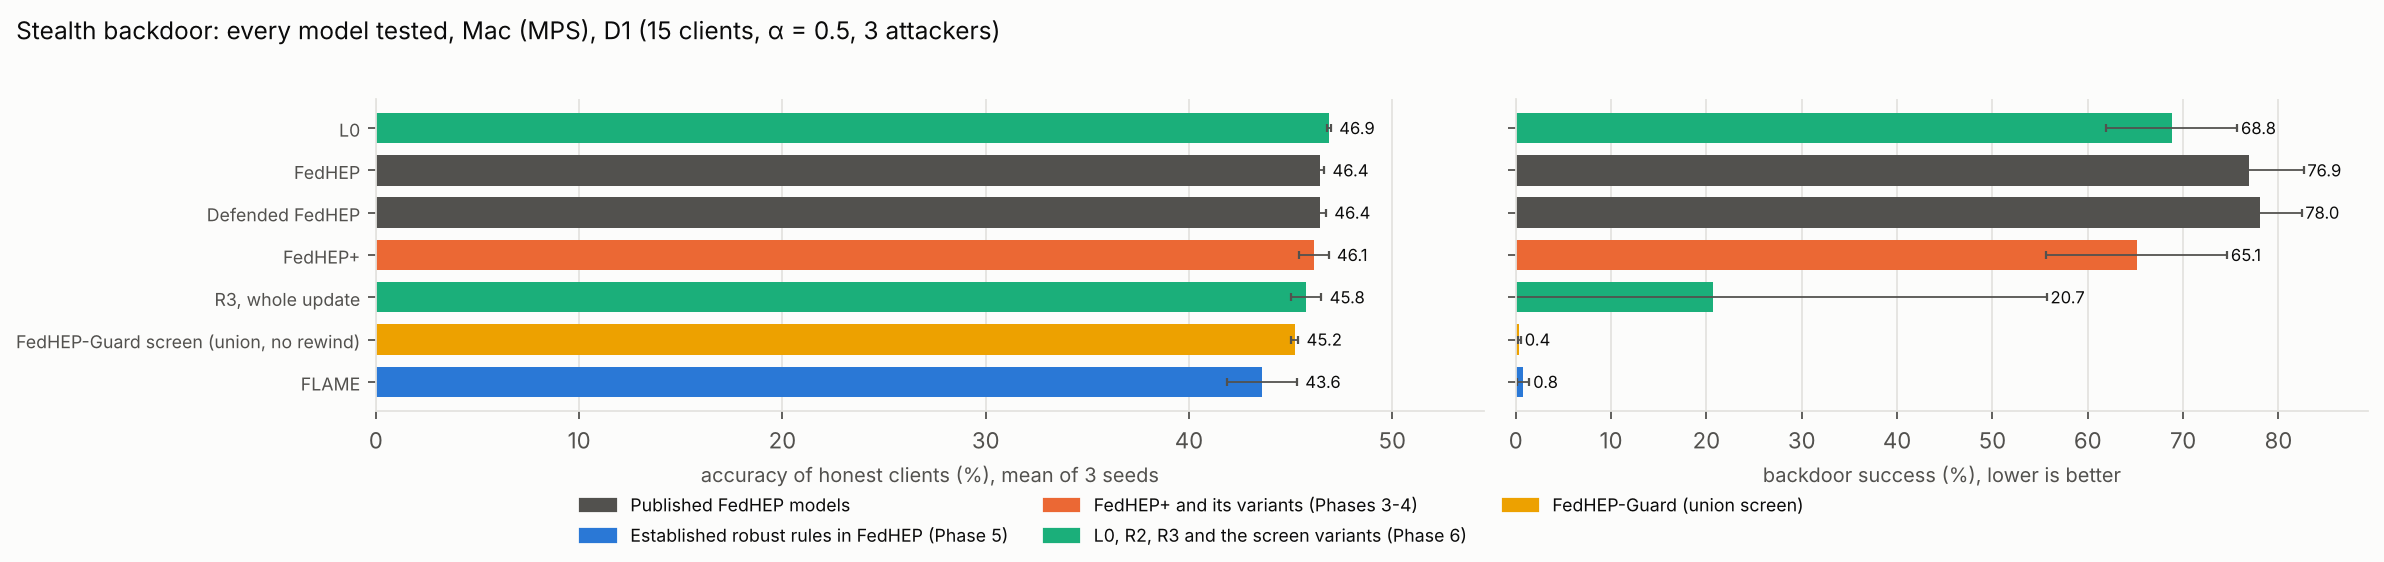 Stealth backdoor: every model tested, Mac (MPS), D1 (15 clients, α = 0.5, 3 attackers)
L0 46.9 68.8
FedHEP 46.4 76.9
Defended FedHEP 46.4 78.0
FedHEP+ 46.1 65.1
R3, whole update 45.8 20.7
FedHEP-Guard screen (union, no rewind) 45.2 0.4
FLAME 43.6 0.8
0 10 20 30 40 50 0 10 20 30 40 50 60 70 80
accuracy of honest clients (%), mean of 3 seeds backdoor success (%), lower is better
Published FedHEP models FedHEP+ and its variants (Phases 3-4) FedHEP-Guard (union screen)
Established robust rules in FedHEP (Phase 5) L0, R2, R3 and the screen variants (Phase 6)